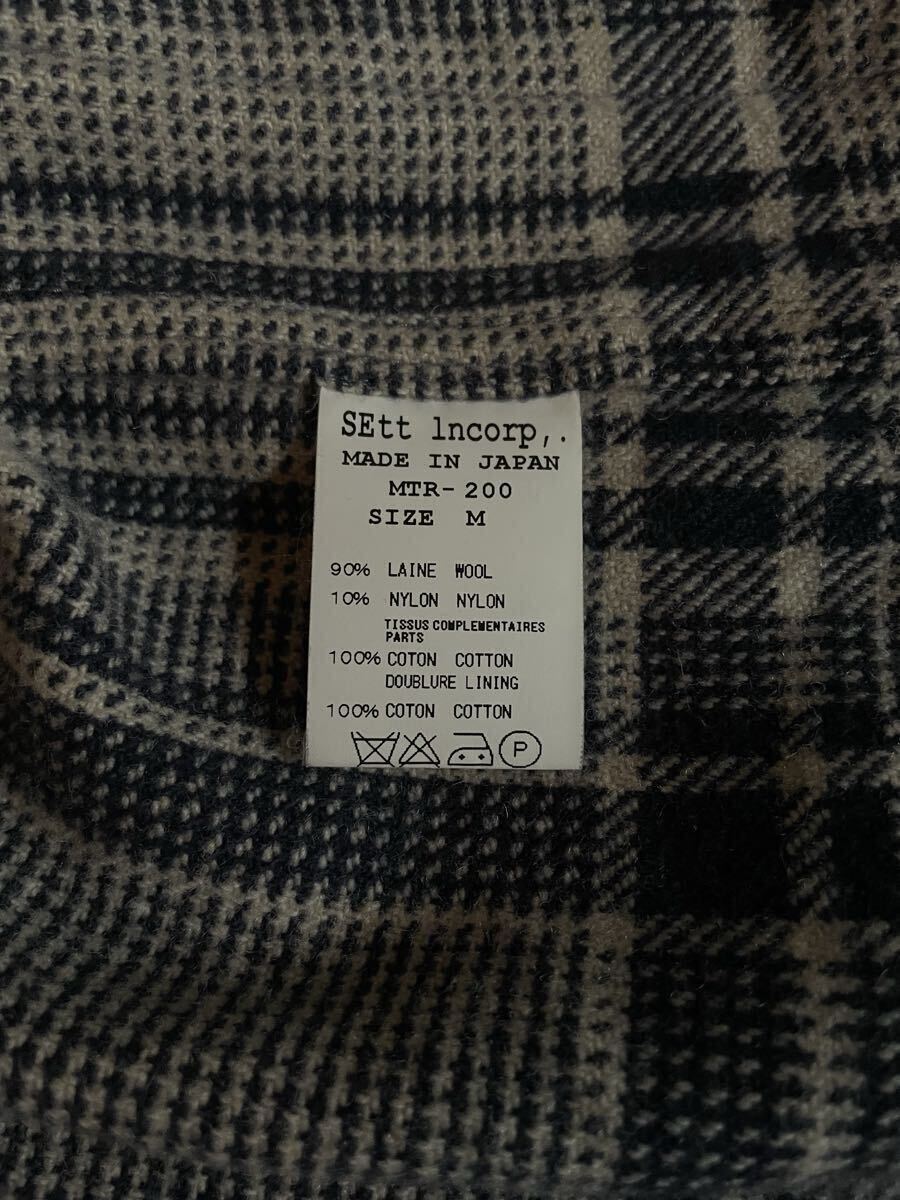 SEtt lncorp,.
MADE IN JAPAN
MTR-200
SIZE M
90% LAINE WOOL
10% NYLON NYLON
TISSUS COMPLEMENTAIRES
PARTS
100% COTON COTTON
DOUBLURE LINING
100% COTON COTTON
P